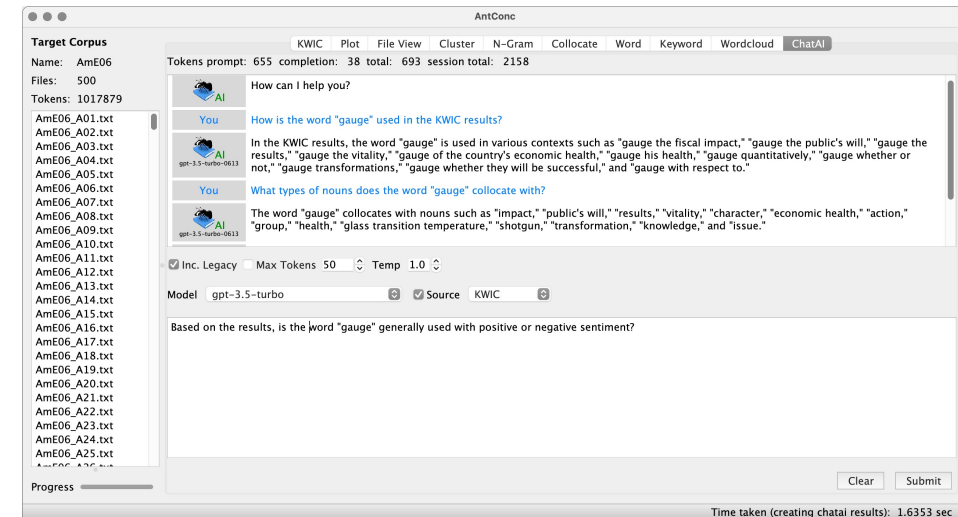 AntConc
Target Corpus
Name: AmE06
Files: 500
Tokens: 1017879
AmE06_A01.txt
AmE06_A02.txt
AmE06_A03.txt
AmE06_A04.txt
AmE06_A05.txt
AmE06_A06.txt
AmE06_A07.txt
AmE06_A08.txt
AmE06_A09.txt
AmE06_A10.txt
AmE06_A11.txt
AmE06_A12.txt
AmE06_A13.txt
AmE06_A14.txt
AmE06_A15.txt
AmE06_A16.txt
AmE06_A17.txt
AmE06_A18.txt
AmE06_A19.txt
AmE06_A20.txt
AmE06_A21.txt
AmE06_A22.txt
AmE06_A23.txt
AmE06_A24.txt
AmE06_A25.txt
AmE06_A26.txt
Progress
KWIC Plot File View Cluster N-Gram Collocate Word Keyword Wordcloud ChatAI
Tokens prompt: 655 completion: 38 total: 693 session total: 2158
AI
How can I help you?
You
How is the word "gauge" used in the KWIC results?
AI
gpt-3.5-turbo-0613
In the KWIC results, the word "gauge" is used in various contexts such as "gauge the fiscal impact," "gauge the public's will," "gauge the
results," "gauge the vitality," "gauge of the country's economic health," "gauge his health," "gauge quantitatively," "gauge whether or
not," "gauge transformations," "gauge whether they will be successful," and "gauge with respect to."
You
What types of nouns does the word "gauge" collocate with?
AI
gpt-3.5-turbo-0613
The word "gauge" collocates with nouns such as "impact," "public's will," "results," "vitality," "character," "economic health," "action,"
"group," "health," "glass transition temperature," "shotgun," "transformation," "knowledge," and "issue."
Inc. Legacy Max Tokens 50 Temp 1.0
Model gpt-3.5-turbo Source KWIC
Based on the results, is the word "gauge" generally used with positive or negative sentiment?
Clear Submit
Time taken (creating chatai results): 1.6353 sec